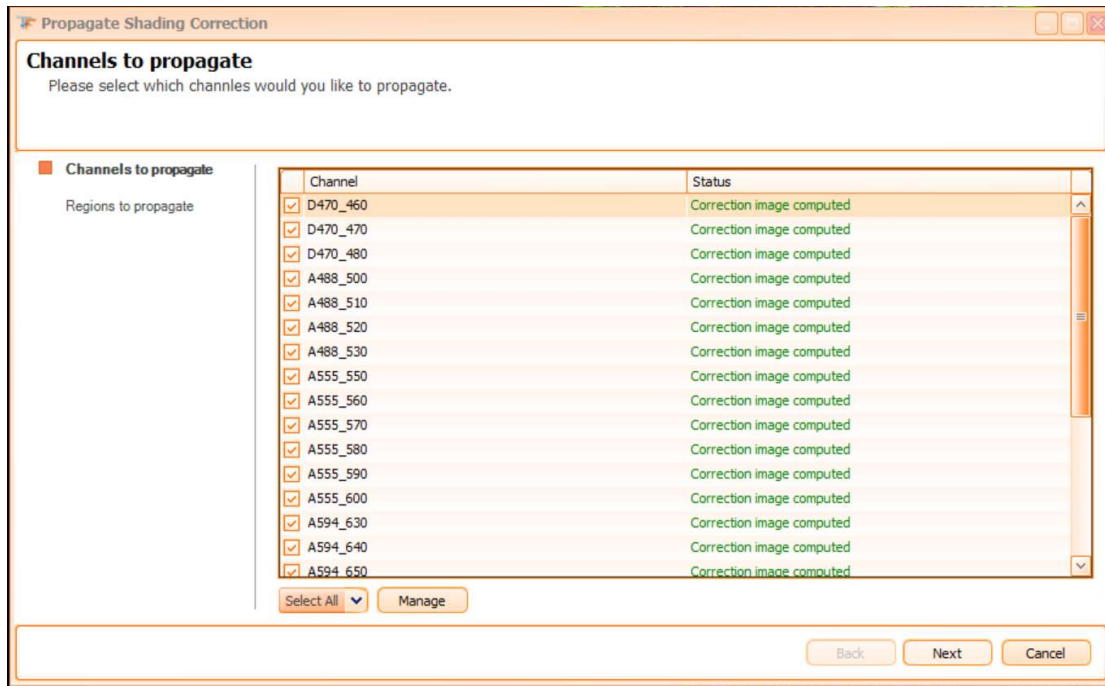 Propagate Shading Correction
Channels to propagate
Please select which channles would you like to propagate.
Channels to propagate
Regions to propagate
Channel Status
D470_460 Correction image computed
D470_470 Correction image computed
D470_480 Correction image computed
A488_500 Correction image computed
A488_510 Correction image computed
A488_520 Correction image computed
A488_530 Correction image computed
A555_550 Correction image computed
A555_560 Correction image computed
A555_570 Correction image computed
A555_580 Correction image computed
A555_590 Correction image computed
A555_600 Correction image computed
A594_630 Correction image computed
A594_640 Correction image computed
A594_650 Correction image computed
Select All Manage
Back Next Cancel